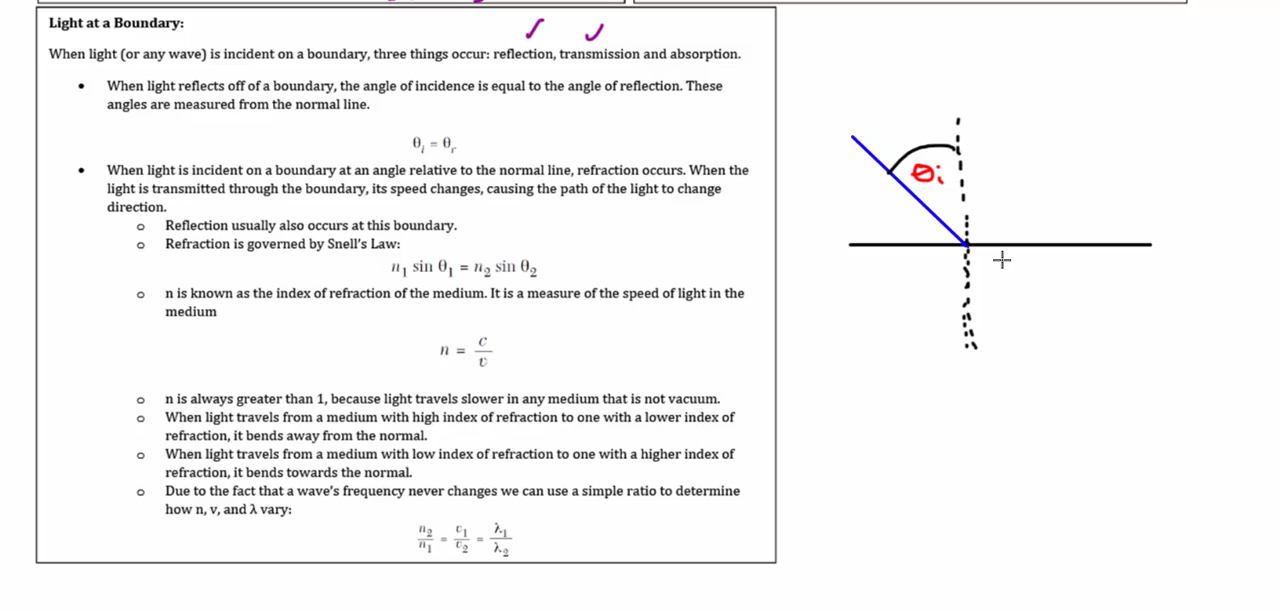 Light at a Boundary:
When light (or any wave) is incident on a boundary, three things occur: reflection, transmission and absorption.
• When light reflects off of a boundary, the angle of incidence is equal to the angle of reflection. These
angles are measured from the normal line.
θi = θr
• When light is incident on a boundary at an angle relative to the normal line, refraction occurs. When the
light is transmitted through the boundary, its speed changes, causing the path of the light to change
direction.
o Reflection usually also occurs at this boundary.
o Refraction is governed by Snell's Law:
n1 sin θ1 = n2 sin θ2
o n is known as the index of refraction of the medium. It is a measure of the speed of light in the
medium
n = c/v
o n is always greater than 1, because light travels slower in any medium that is not vacuum.
o When light travels from a medium with high index of refraction to one with a lower index of
refraction, it bends away from the normal.
o When light travels from a medium with low index of refraction to one with a higher index of
refraction, it bends towards the normal.
o Due to the fact that a wave's frequency never changes we can use a simple ratio to determine
how n, v, and λ vary:
n2/n1 = v1/v2 = λ1/λ2
θi